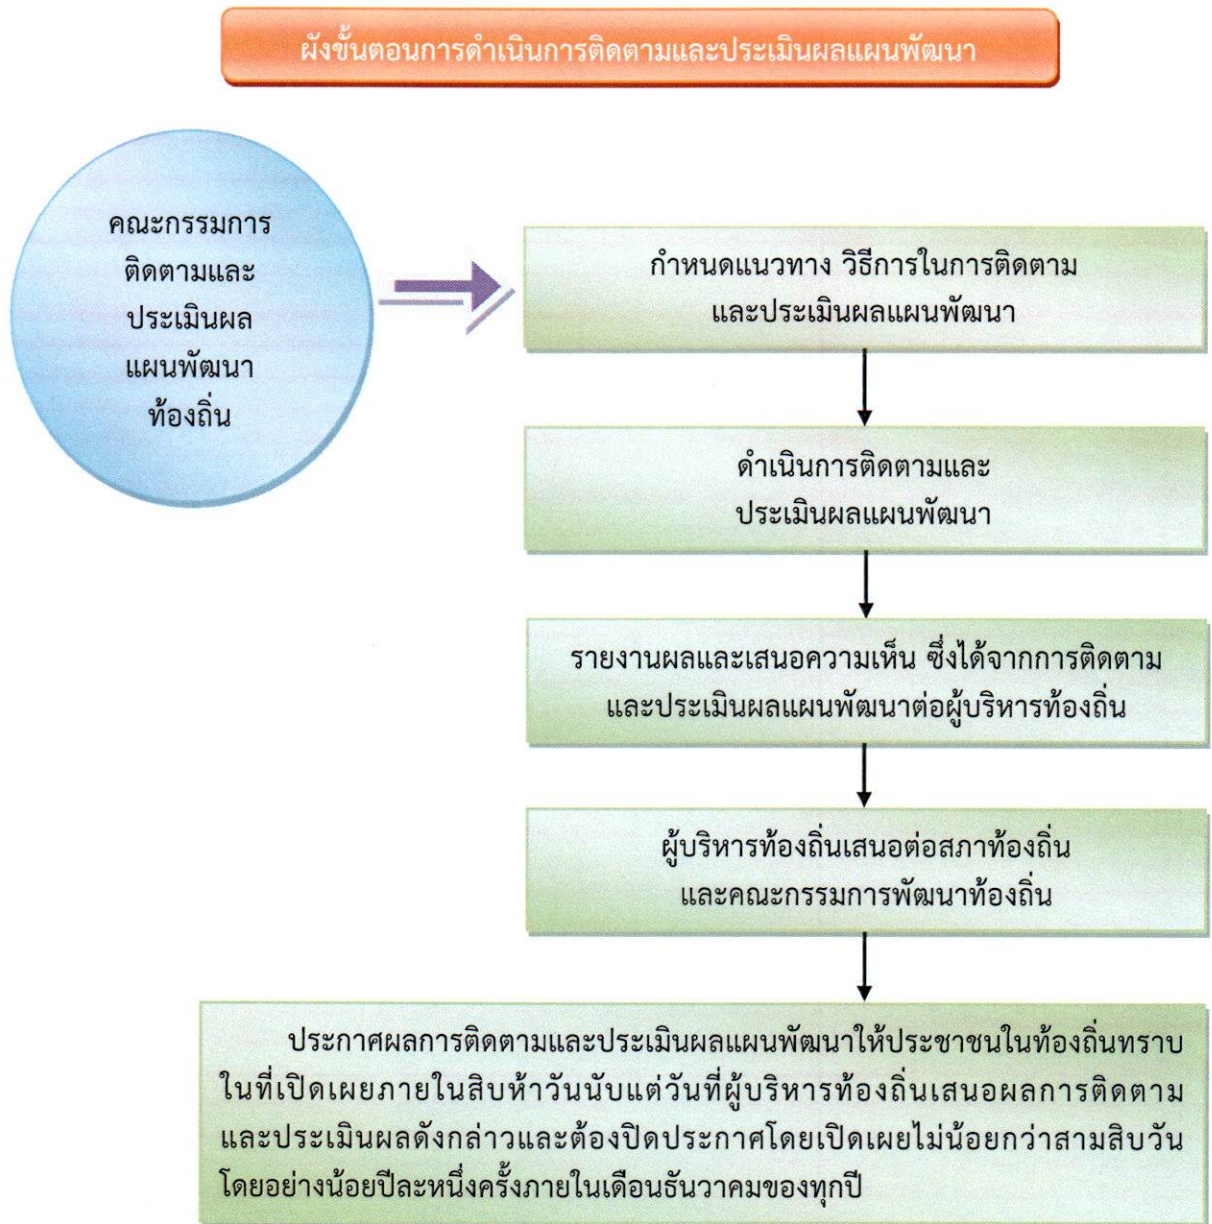 ผังขั้นตอนการดำเนินการติดตามและประเมินผลแผนพัฒนา
คณะกรรมการ
ติดตามและ
ประเมินผล
แผนพัฒนา
ท้องถิ่น
กำหนดแนวทาง วิธีการในการติดตาม
และประเมินผลแผนพัฒนา
ดำเนินการติดตามและ
ประเมินผลแผนพัฒนา
รายงานผลและเสนอความเห็น ซึ่งได้จากการติดตาม
และประเมินผลแผนพัฒนาต่อผู้บริหารท้องถิ่น
ผู้บริหารท้องถิ่นเสนอต่อสภาท้องถิ่น
และคณะกรรมการพัฒนาท้องถิ่น
ประกาศผลการติดตามและประเมินผลแผนพัฒนาให้ประชาชนในท้องถิ่นทราบ
ในที่เปิดเผยภายในสิบห้าวันนับแต่วันที่ผู้บริหารท้องถิ่นเสนอผลการติดตาม
และประเมินผลดังกล่าวและต้องปิดประกาศโดยเปิดเผยไม่น้อยกว่าสามสิบวัน
โดยอย่างน้อยปีละหนึ่งครั้งภายในเดือนธันวาคมของทุกปี